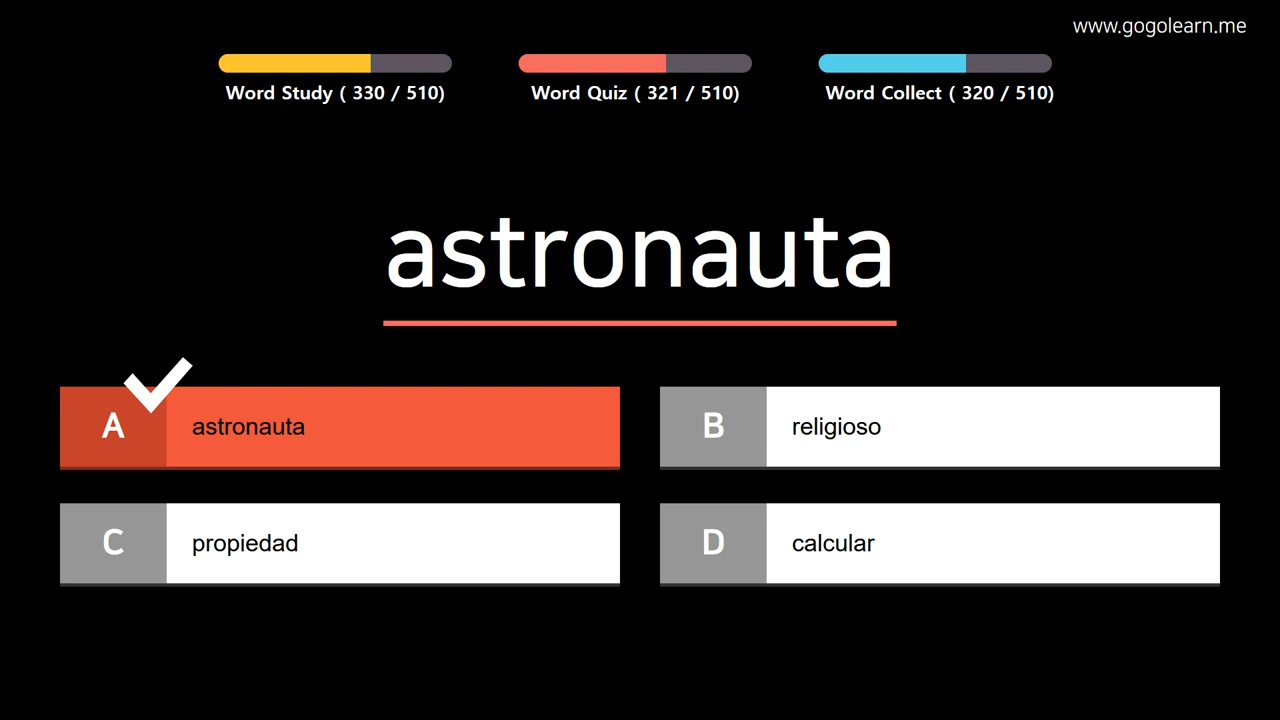 www.gogolearn.me
Word Study ( 330 / 510)
Word Quiz ( 321 / 510)
Word Collect ( 320 / 510)
astronauta
A astronauta
B religioso
C propiedad
D calcular